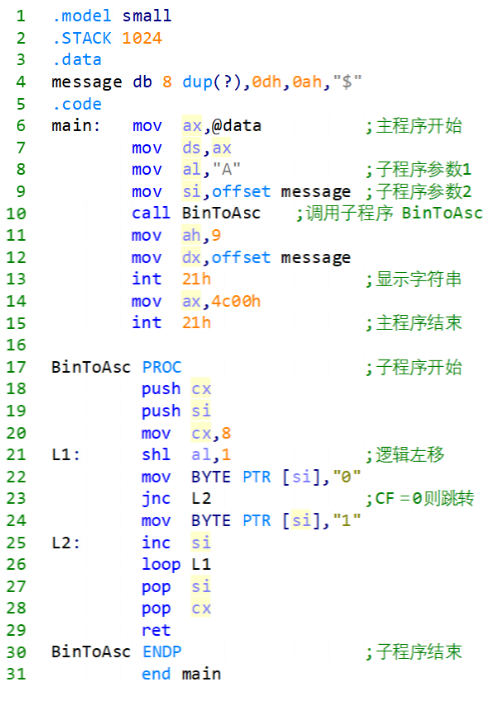 1 .model small
2 .STACK 1024
3 .data
4 message db 8 dup(?),0dh,0ah,"$"
5 .code
6 main: mov ax,@data ;主程序开始
7 mov ds,ax
8 mov al,"A" ;子程序参数1
9 mov si,offset message ;子程序参数2
10 call BinToAsc ;调用子程序 BinToAsc
11 mov ah,9
12 mov dx,offset message
13 int 21h ;显示字符串
14 mov ax,4c00h
15 int 21h ;主程序结束
16
17 BinToAsc PROC ;子程序开始
18 push cx
19 push si
20 mov cx,8
21 L1: shl al,1 ;逻辑左移
22 mov BYTE PTR [si],"0"
23 jnc L2 ;CF =0则跳转
24 mov BYTE PTR [si],"1"
25 L2: inc si
26 loop L1
27 pop si
28 pop cx
29 ret
30 BinToAsc ENDP ;子程序结束
31 end main